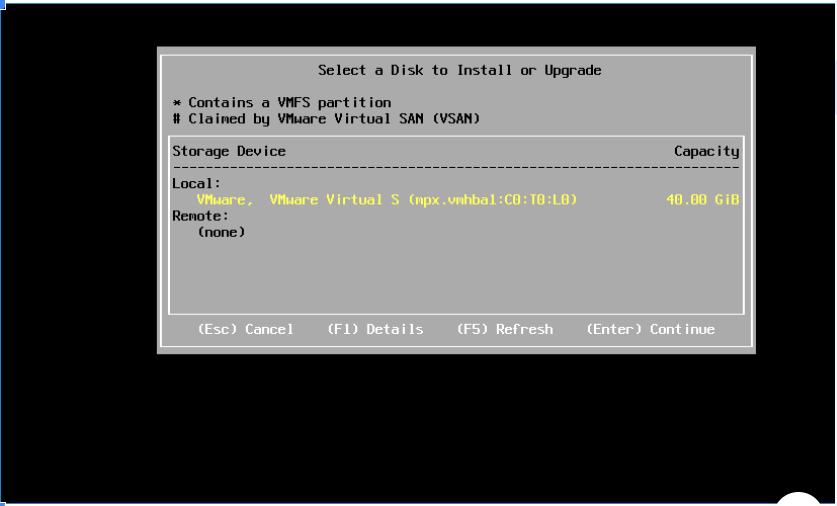 Select a Disk to Install or Upgrade
* Contains a VMFS partition
# Claimed by VMware Virtual SAN (VSAN)
Storage Device Capacity
--------------------------------------------------------------------------------
Local:
VMware, VMware Virtual S (mpx.vmhba1:C0:T0:L0) 40.00 GiB
Remote:
(none)
(Esc) Cancel (F1) Details (F5) Refresh (Enter) Continue